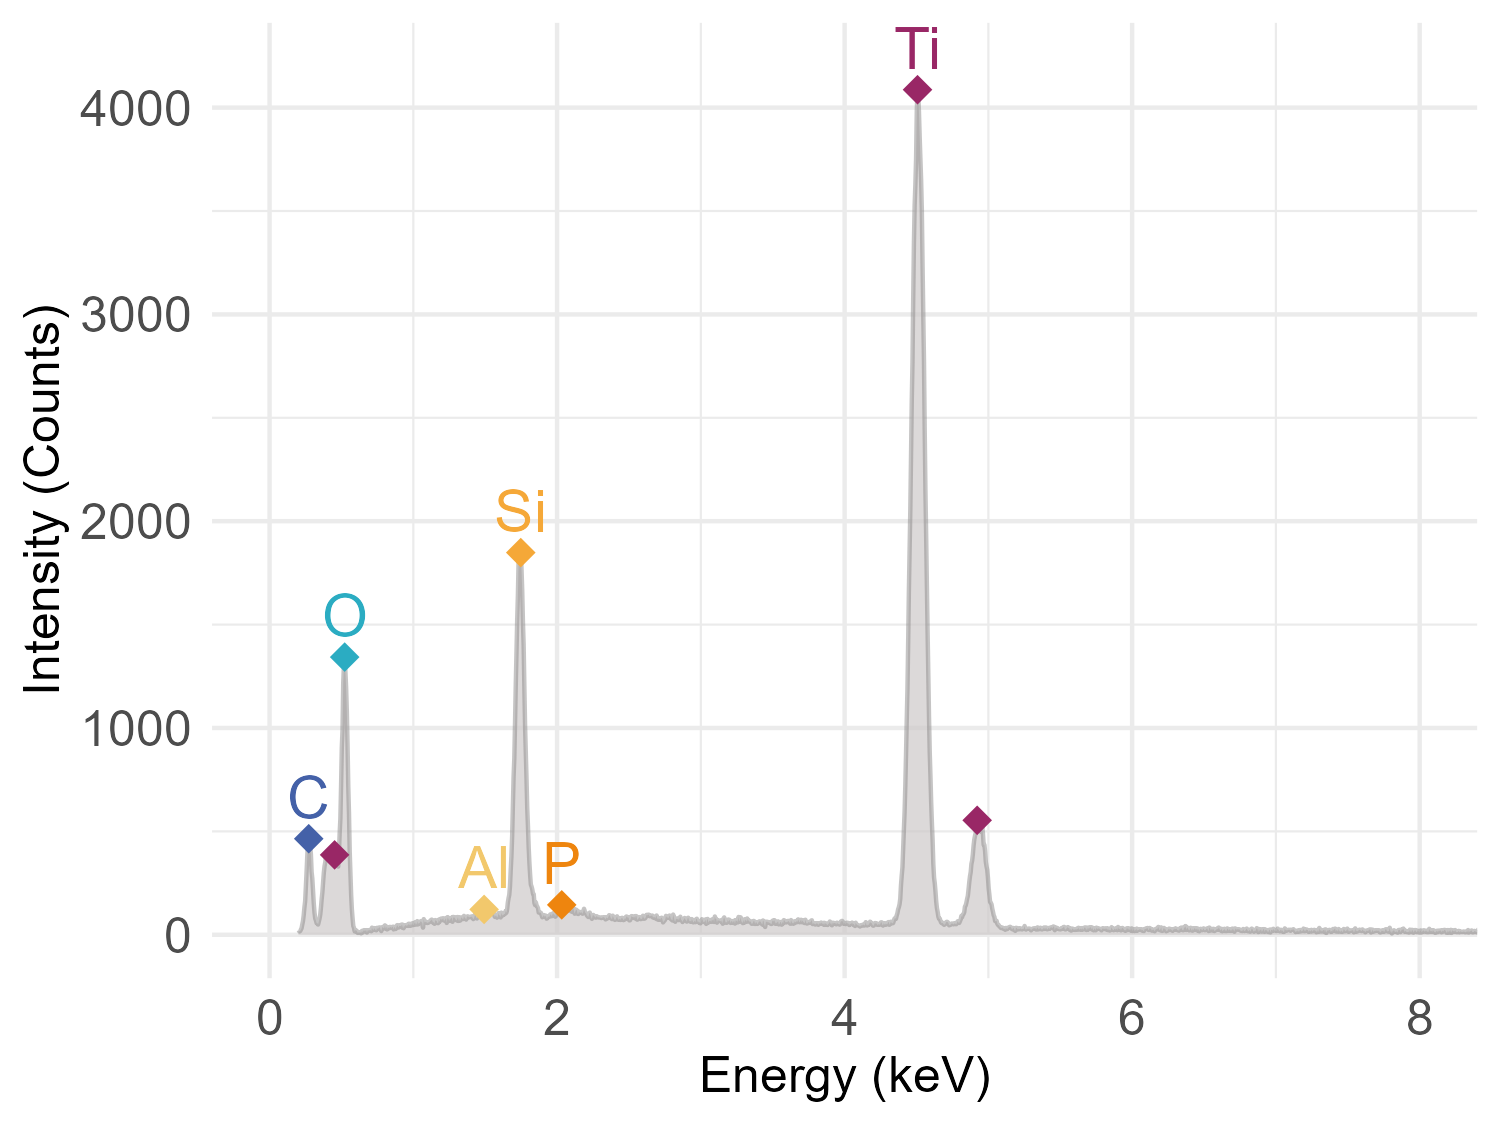 Ti
4000
3000
Intensity (Counts)
Si
2000
O
1000
C
Al
P
0
0 2 4 6 8
Energy (keV)